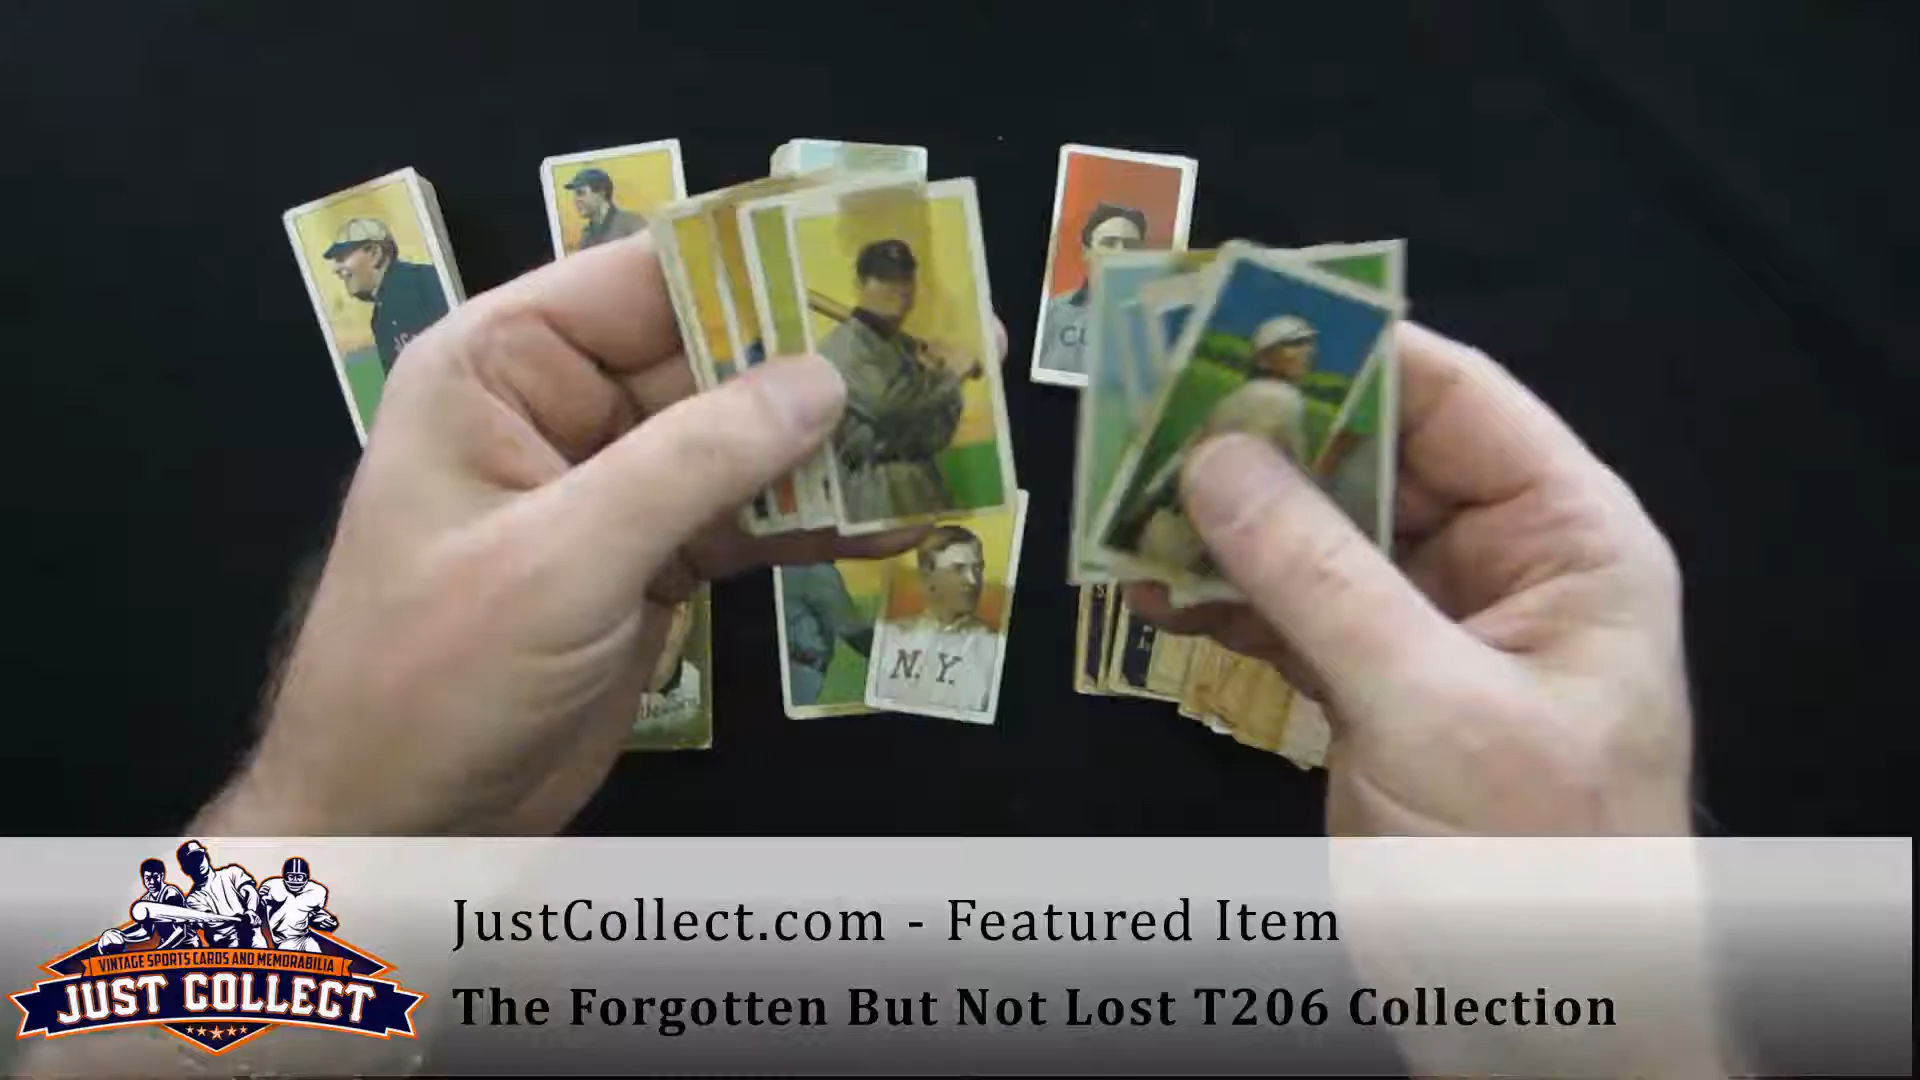 N. Y.
VINTAGE SPORTS CARDS AND MEMORABILIA
JUST COLLECT
JustCollect.com - Featured Item
The Forgotten But Not Lost T206 Collection